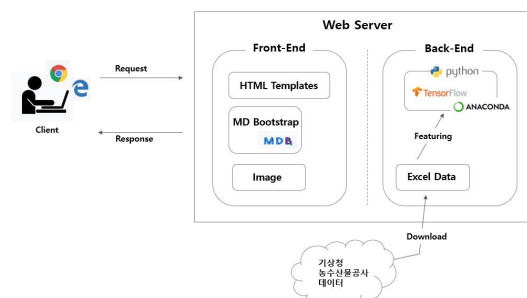 Web Server
Front-End
Back-End
Request
Response
Client
HTML Templates
MD Bootstrap
MDB
Image
python
TensorFlow
ANACONDA
Featuring
Excel Data
Download
기상청
농수산물공사
데이터